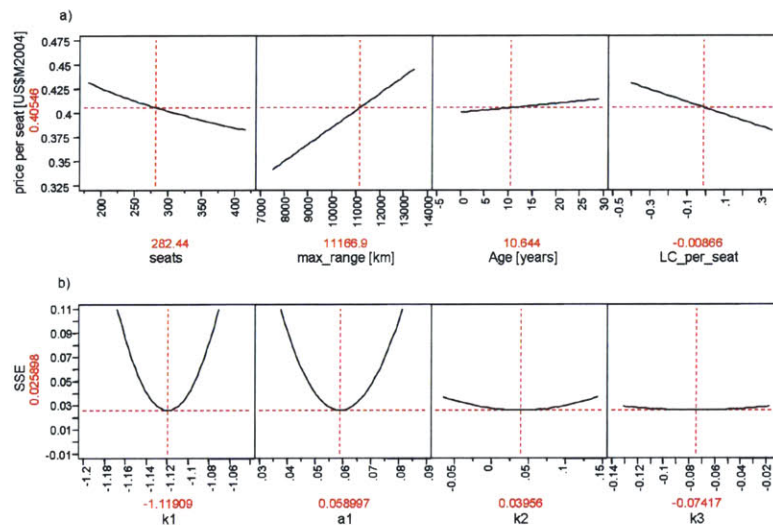 a)
price per seat [US$M2004]
0.40546
0.475
0.45
0.425
0.4
0.375
0.35
0.325
200 250 300 350 400
7000 8000 9000 10000 11000 12000 13000 14000
-5 0 5 10 15 20 25 30
-0.5 -0.3 -0.1 .1 .3
282.44 11166.9 10.644 -0.00866
seats max_range [km] Age [years] LC_per_seat
b)
SSE
0.025898
0.11
0.09
0.07
0.05
0.03
0.01
-0.01
-1.2 -1.18 -1.16 -1.14 -1.12 -1.1 -1.08 -1.06
.03 .04 .05 .06 .07 .08 .09
-0.05 0. .05 .1 .15
-0.14 -0.12 -0.1 -0.08 -0.06 -0.04 -0.02
-1.11909 0.058997 0.03956 -0.07417
k1 a1 k2 k3